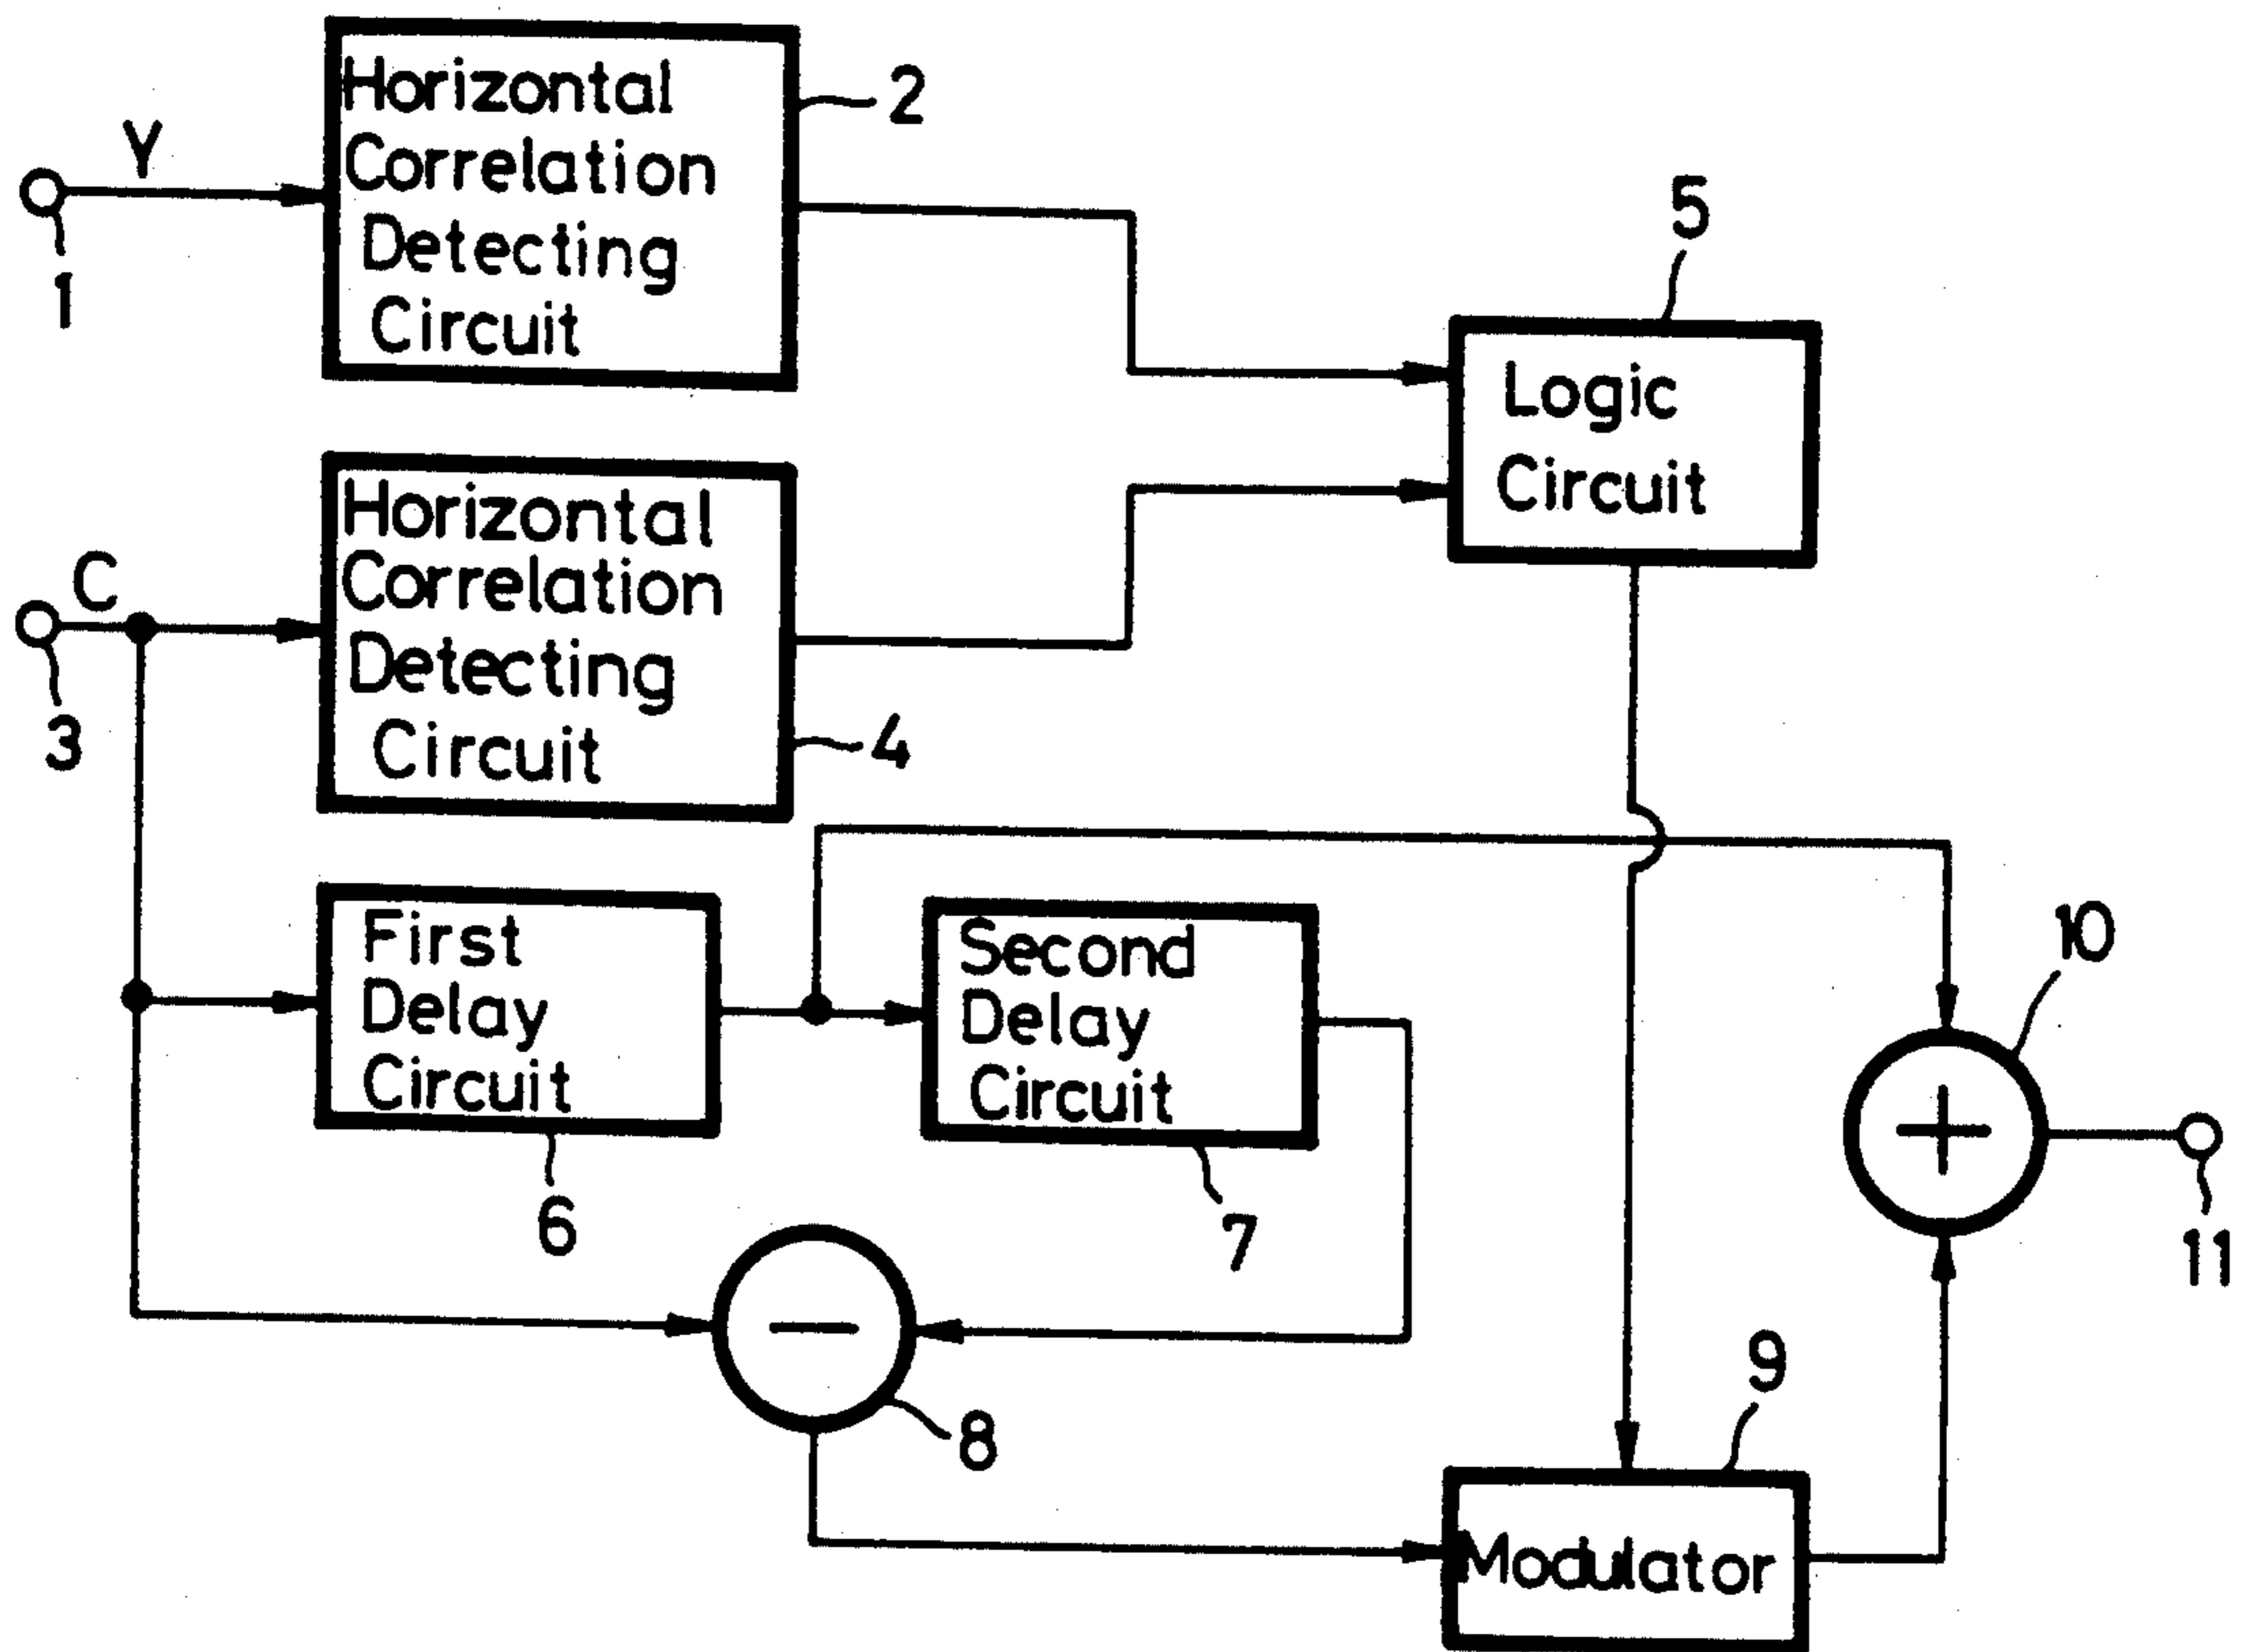 Horizontal
Correlation
Detecting
Circuit
2
Y
1
5
Logic
Circuit
Horizontal
Correlation
Detecting
Circuit
C
3
4
First
Delay
Circuit
6
Second
Delay
Circuit
7
10
+
11
−
8
9
Modulator